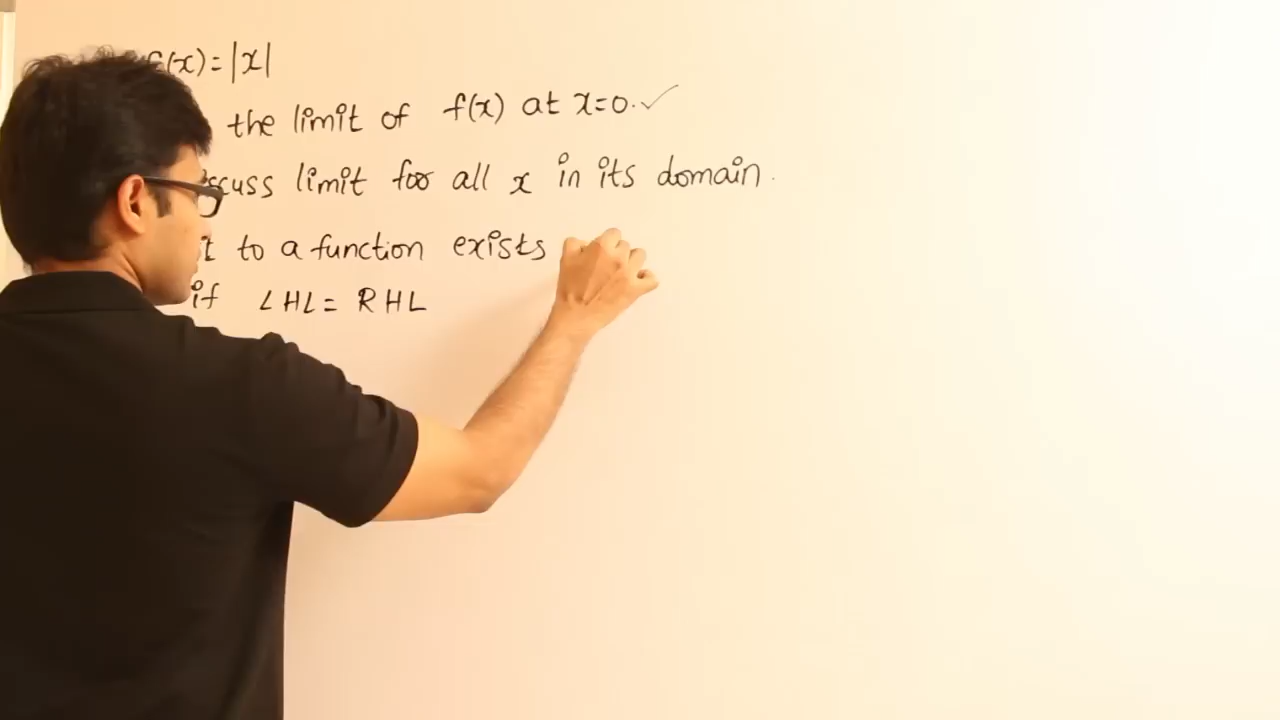 f(x)=|x|
the limit of f(x) at x=0. ✓
scuss limit for all x in its domain.
t to a function exists
if LHL = RHL